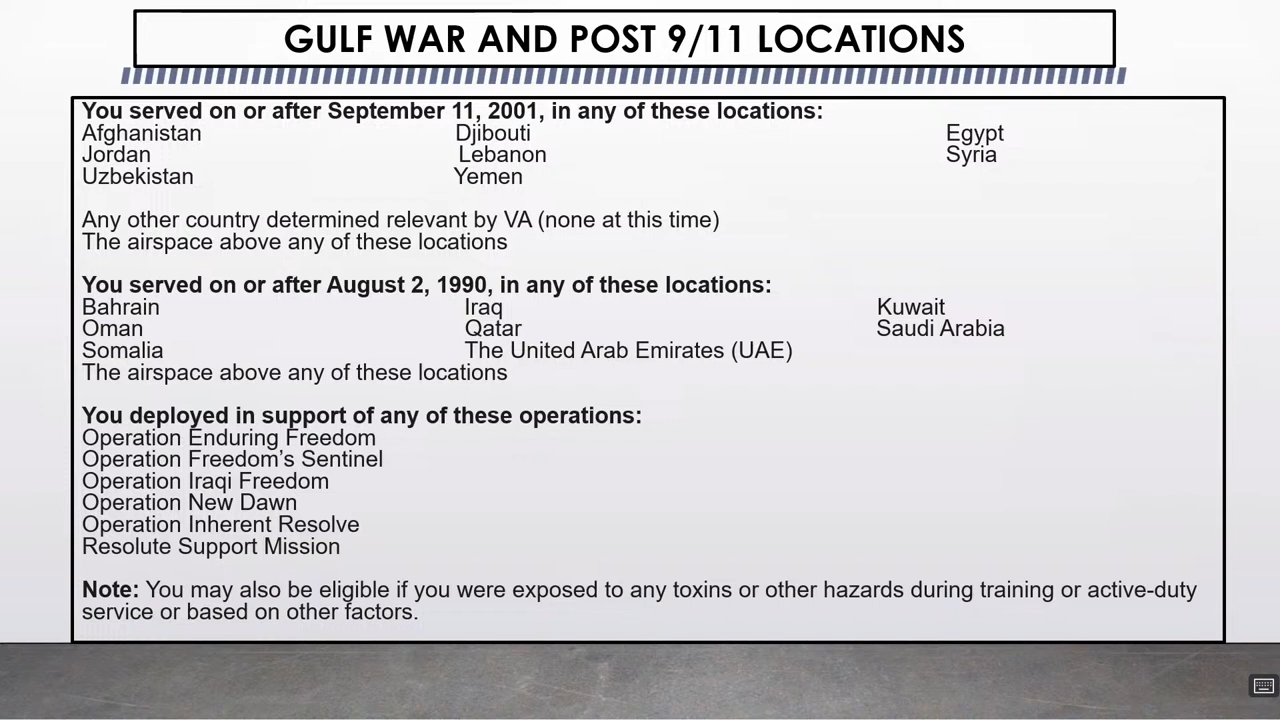 GULF WAR AND POST 9/11 LOCATIONS
You served on or after September 11, 2001, in any of these locations:
Afghanistan Djibouti Egypt
Jordan Lebanon Syria
Uzbekistan Yemen
Any other country determined relevant by VA (none at this time)
The airspace above any of these locations
You served on or after August 2, 1990, in any of these locations:
Bahrain Iraq Kuwait
Oman Qatar Saudi Arabia
Somalia The United Arab Emirates (UAE)
The airspace above any of these locations
You deployed in support of any of these operations:
Operation Enduring Freedom
Operation Freedom’s Sentinel
Operation Iraqi Freedom
Operation New Dawn
Operation Inherent Resolve
Resolute Support Mission
Note: You may also be eligible if you were exposed to any toxins or other hazards during training or active-duty
service or based on other factors.